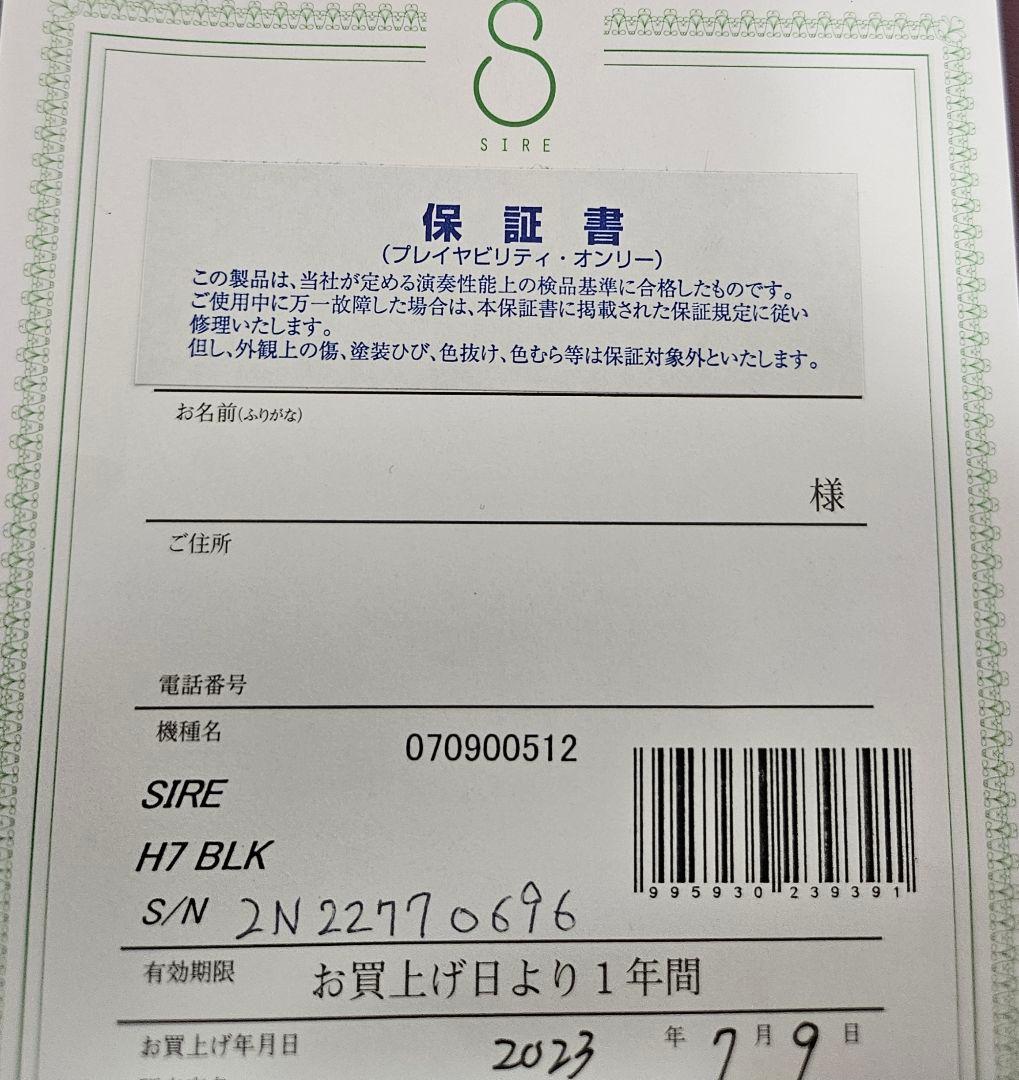 SIRE
保証書
(プレイヤビリティ・オンリー)
この製品は、当社が定める演奏性能上の検品基準に合格したものです。
ご使用中に万一故障した場合は、本保証書に掲載された保証規定に従い
修理いたします。
但し、外観上の傷、塗装ひび、色抜け、色むら等は保証対象外といたします。
お名前(ふりがな)
様
ご住所
電話番号
機種名
070900512
SIRE
H7 BLK
995930 239391
S/N 2N22770696
有効期限 お買上げ日より1年間
お買上げ年月日 2023 年 7 月 9 日